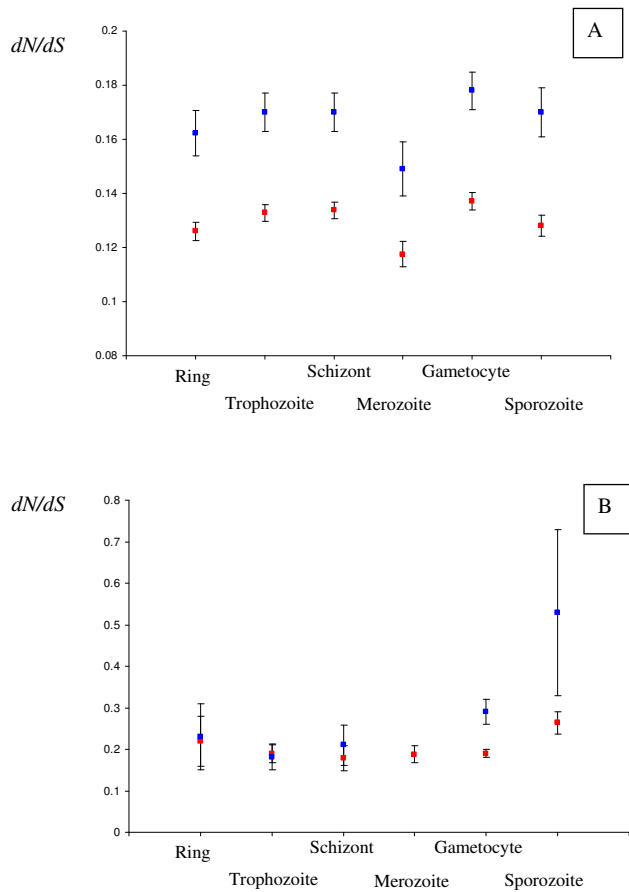 A
dN/dS
0.2
0.18
0.16
0.14
0.12
0.1
0.08
Ring
Schizont
Gametocyte
Trophozoite
Merozoite
Sporozoite
B
dN/dS
0.8
0.7
0.6
0.5
0.4
0.3
0.2
0.1
0
Ring
Schizont
Gametocyte
Trophozoite
Merozoite
Sporozoite